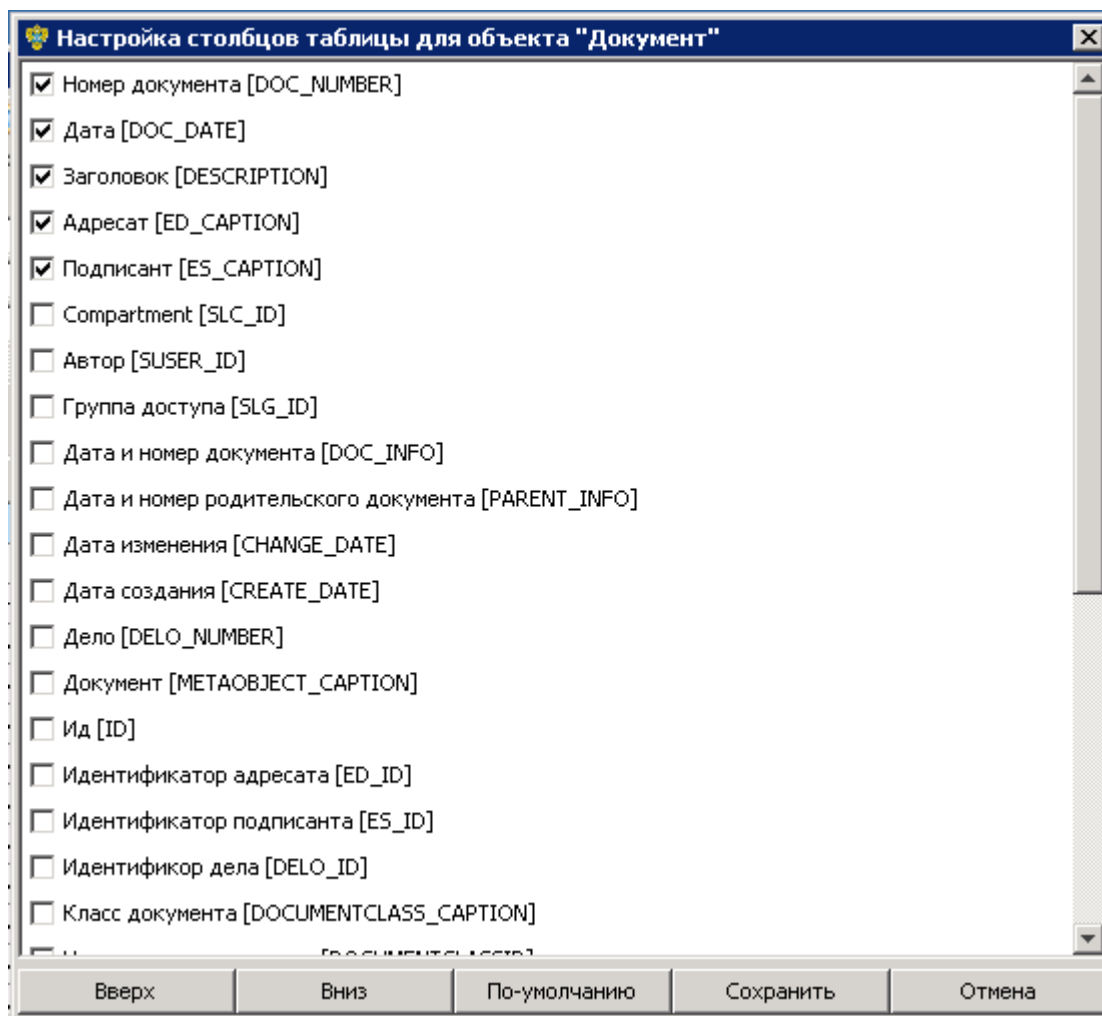 Настройка столбцов таблицы для объекта "Документ"
Номер документа [DOC_NUMBER]
Дата [DOC_DATE]
Заголовок [DESCRIPTION]
Адресат [ED_CAPTION]
Подписант [ES_CAPTION]
Compartment [SLC_ID]
Автор [SUSER_ID]
Группа доступа [SLG_ID]
Дата и номер документа [DOC_INFO]
Дата и номер родительского документа [PARENT_INFO]
Дата изменения [CHANGE_DATE]
Дата создания [CREATE_DATE]
Дело [DELO_NUMBER]
Документ [METAOBJECT_CAPTION]
Ид [ID]
Идентификатор адресата [ED_ID]
Идентификатор подписанта [ES_ID]
Идентификор дела [DELO_ID]
Класс документа [DOCUMENTCLASS_CAPTION]
[DOCUMENTCLASSID]
Вверх Вниз По-умолчанию Сохранить Отмена